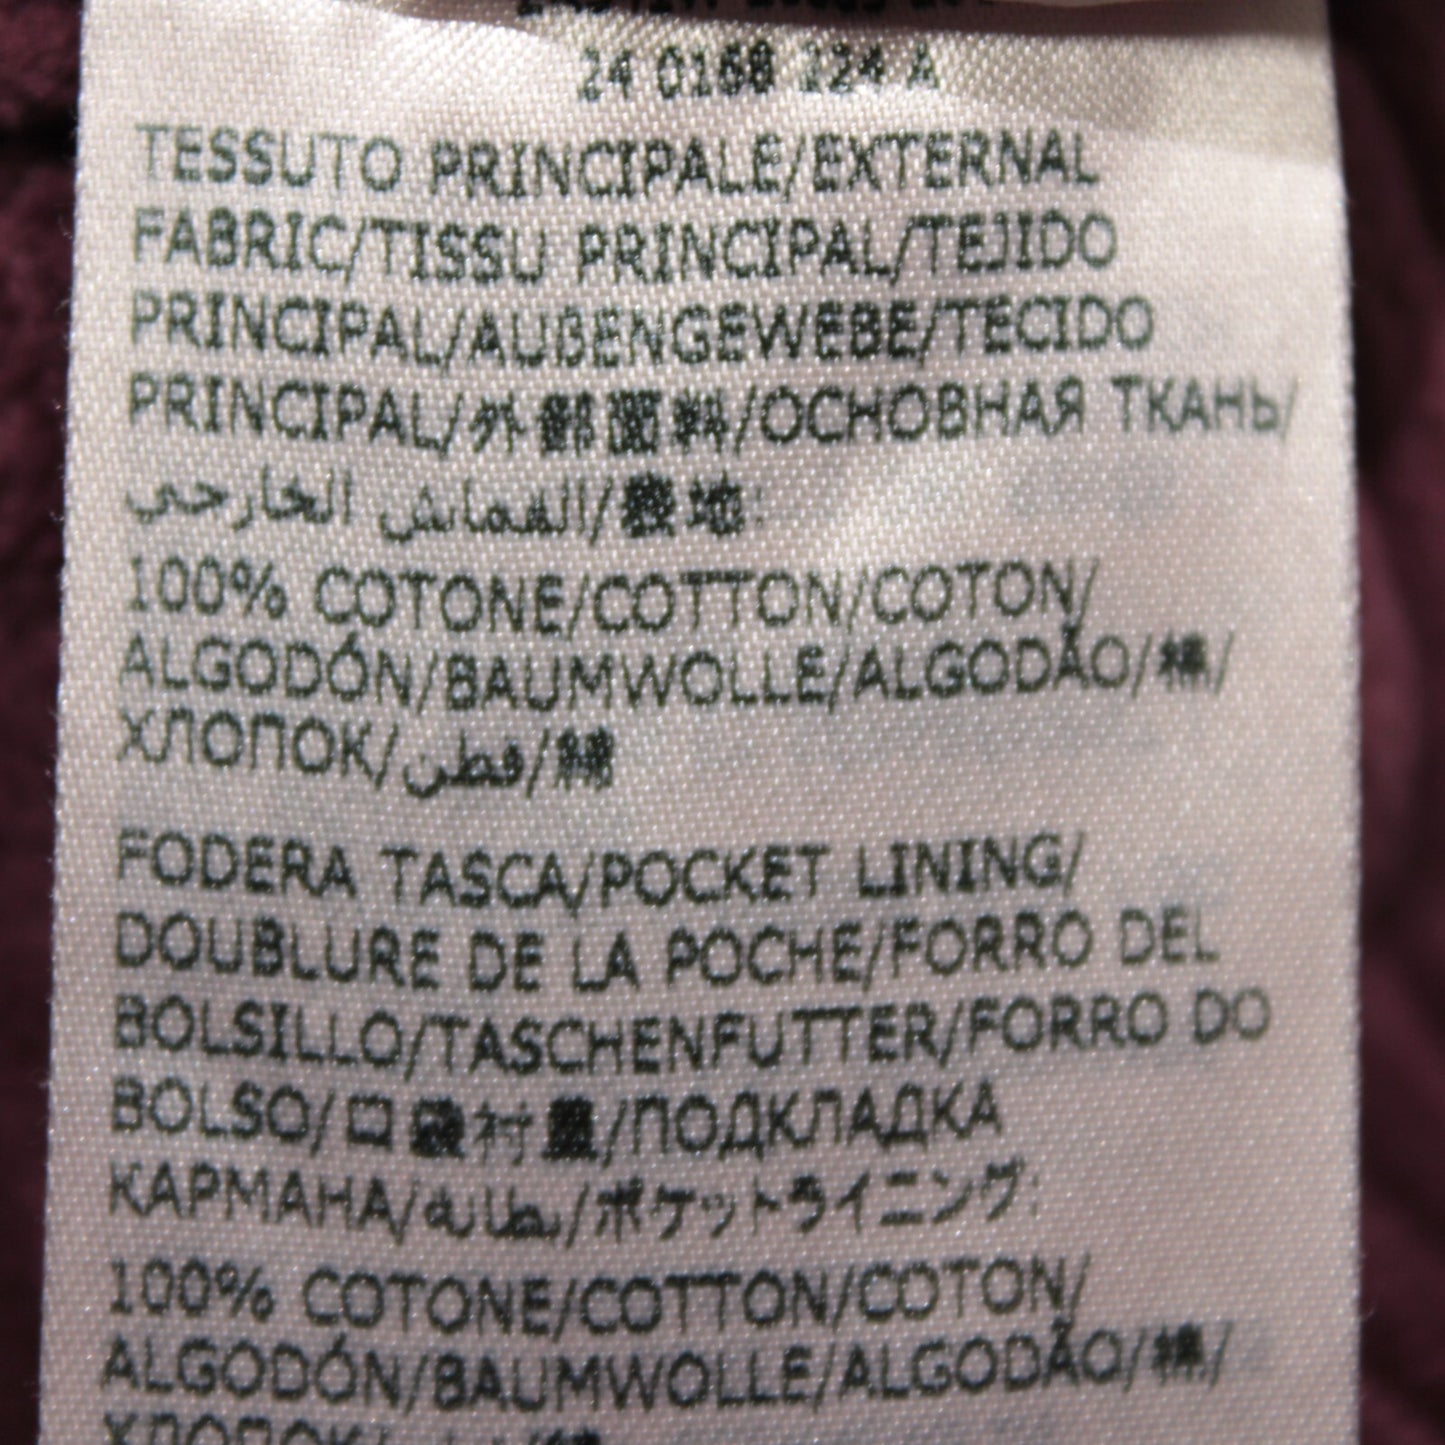 24 0168 224 A
TESSUTO PRINCIPALE/EXTERNAL
FABRIC/TISSU PRINCIPAL/TEJIDO
PRINCIPAL/AUßENGEWEBE/TECIDO
PRINCIPAL/外部面料/ОСНОВНАЯ ТКАНЬ/
القماش الخارجي/表地:
100% COTONE/COTTON/COTON/
ALGODÓN/BAUMWOLLE/ALGODÃO/棉/
ХЛОПОК/قطن/綿
FODERA TASCA/POCKET LINING/
DOUBLURE DE LA POCHE/FORRO DEL
BOLSILLO/TASCHENFUTTER/FORRO DO
BOLSO/口袋衬里/ПОДКЛАДКА
КАРМАНА/بطانة/ポケットライニング:
100% COTONE/COTTON/COTON/
ALGODÓN/BAUMWOLLE/ALGODÃO/棉/
ХЛОПОК/قطن/綿